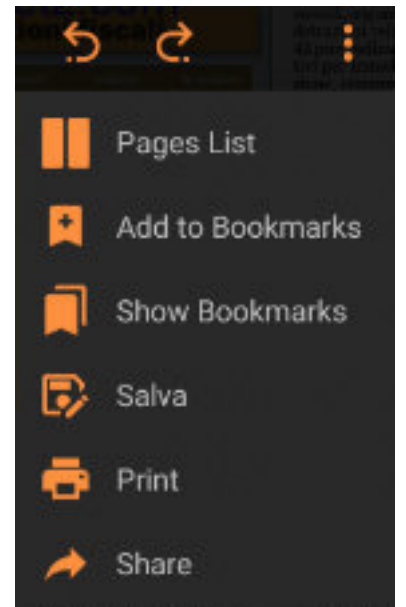 Pages List
Add to Bookmarks
Show Bookmarks
Salva
Print
Share